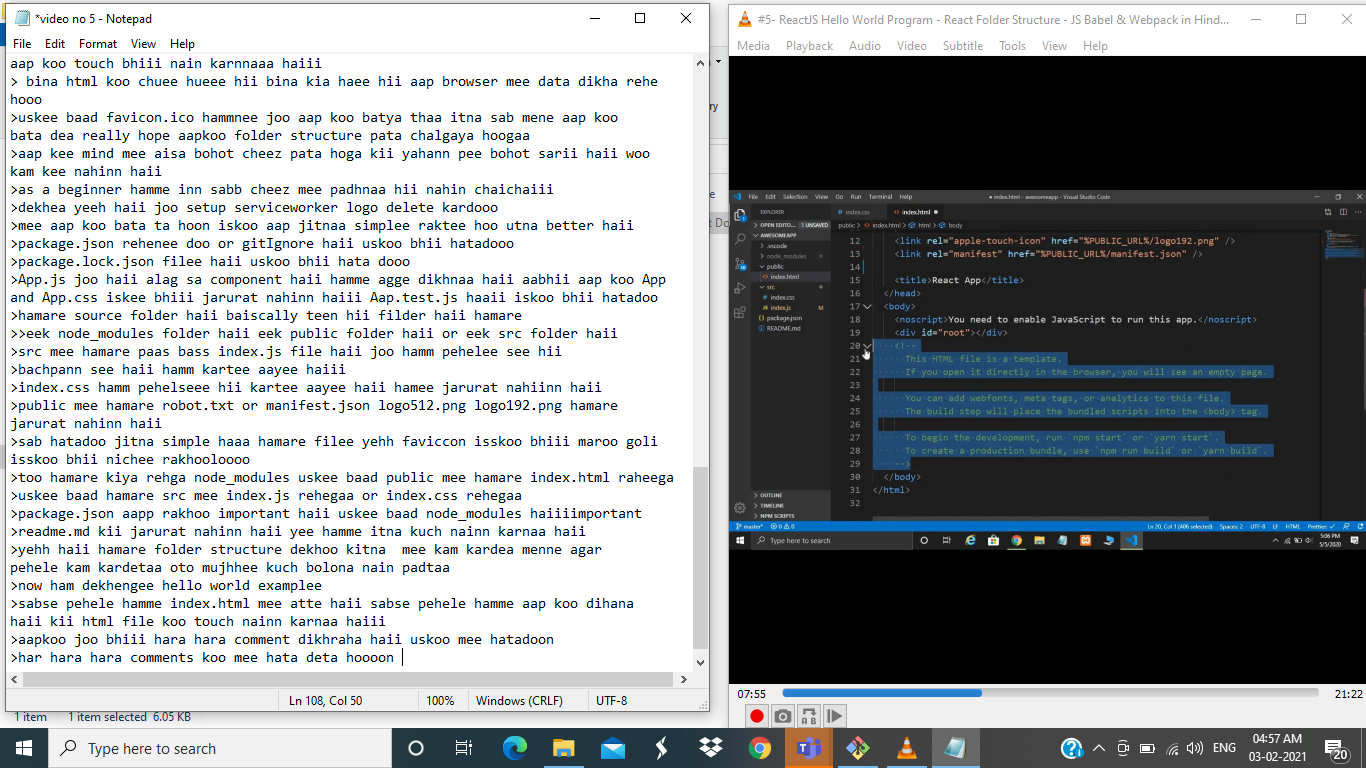 *video no 5 - Notepad
File Edit Format View Help
aap koo touch bhiii nain karnnaaa haiii
> bina html koo chuee hueee hii bina kia haee hii aap browser mee data dikha rehe
hooo
>uskee baad favicon.ico hammnee joo aap koo batya thaa itna sab mene aap koo
bata dea really hope aapkoo folder structure pata chalgaya hoogaa
>aap kee mind mee aisa bohot cheez pata hoga kii yahann pee bohot sarii haii woo
kam kee nahinn haii
>as a beginner hamme inn sabb cheez mee padhnaa hii nahin chaichaiii
>dekhea yeeh haii joo setup serviceworker logo delete kardooo
>mee aap koo bata ta hoon iskoo aap jitnaa simplee raktee hoo utna better haii
>package.json rehenee doo or gitIgnore haii uskoo bhii hatadooo
>package.lock.json filee haii uskoo bhii hata dooo
>App.js joo haii alag sa component haii hamme agge dikhnaa haii aabhii aap koo App
and App.css iskee bhiii jarurat nahinn haiii Aap.test.js haaii iskoo bhii hatadoo
>hamare source folder haii baiscally teen hii filder haii hamare
>>eek node_modules folder haii eek public folder haii or eek src folder haii
>src mee hamare paas bass index.js file haii joo hamm pehelee see hii
>bachpann see haii hamm kartee aayee haiii
>index.css hamm pehelseee hii kartee aayee haii hamee jarurat nahiinn haii
>public mee hamare robot.txt or manifest.json logo512.png logo192.png hamare
jarurat nahinn haii
>sab hatadoo jitna simple haaa hamare filee yehh faviccon isskoo bhiii maroo goli
isskoo bhii nichee rakhooloooo
>too hamare kiya rehga node_modules uskee baad public mee hamare index.html raheega
>uskee baad hamare src mee index.js rehegaa or index.css rehegaa
>package.json aapp rakhoo important haii uskee baad node_modules haiiiimportant
>readme.md kii jarurat nahinn haii yee hamme itna kuch nainn karnaa haii
>yehh haii hamare folder structure dekhoo kitna  mee kam kardea menne agar
pehele kam kardetaa oto mujhhee kuch bolona nain padtaa
>now ham dekhengee hello world examplee
>sabse pehele hamme index.html mee atte haii sabse pehele hamme aap koo dihana
haii kii html file koo touch nainn karnaa haiii
>aapkoo joo bhiii hara hara comment dikhraha haii uskoo mee hatadoon
>har hara hara comments koo mee hata deta hoooon
Ln 108, Col 50 100% Windows (CRLF) UTF-8
1 item 1 item selected 6.05 KB
#5- ReactJS Hello World Program - React Folder Structure - JS Babel & Webpack in Hind...
Media Playback Audio Video Subtitle Tools View Help
File Edit Selection View Go Run Terminal Help
● index.html - awesomeapp - Visual Studio Code
EXPLORER
OPEN EDITO... 1 UNSAVED
AWESOMEAPP
.vscode
node_modules
public
index.html
src
index.css
index.js M
package.json
README.md
OUTLINE
TIMELINE
NPM SCRIPTS
index.css index.html
public > index.html > html > body
12 <link rel="apple-touch-icon" href="%PUBLIC_URL%/logo192.png" />
13 <link rel="manifest" href="%PUBLIC_URL%/manifest.json" />
14
15 <title>React App</title>
16 </head>
17 <body>
18 <noscript>You need to enable JavaScript to run this app.</noscript>
19 <div id="root"></div>
20 <!--
21 This HTML file is a template.
22 If you open it directly in the browser, you will see an empty page.
23
24 You can add webfonts, meta tags, or analytics to this file.
25 The build step will place the bundled scripts into the <body> tag.
26
27 To begin the development, run `npm start` or `yarn start`.
28 To create a production bundle, use `npm run build` or `yarn build`.
29 -->
30 </body>
31 </html>
32
master* 0 0 Ln 20, Col 1 (406 selected) Spaces: 2 UTF-8 LF HTML Prettier: ✓
Type here to search
5:06 PM
5/5/2020
07:55 21:22
Type here to search
ENG
04:57 AM
03-02-2021
20